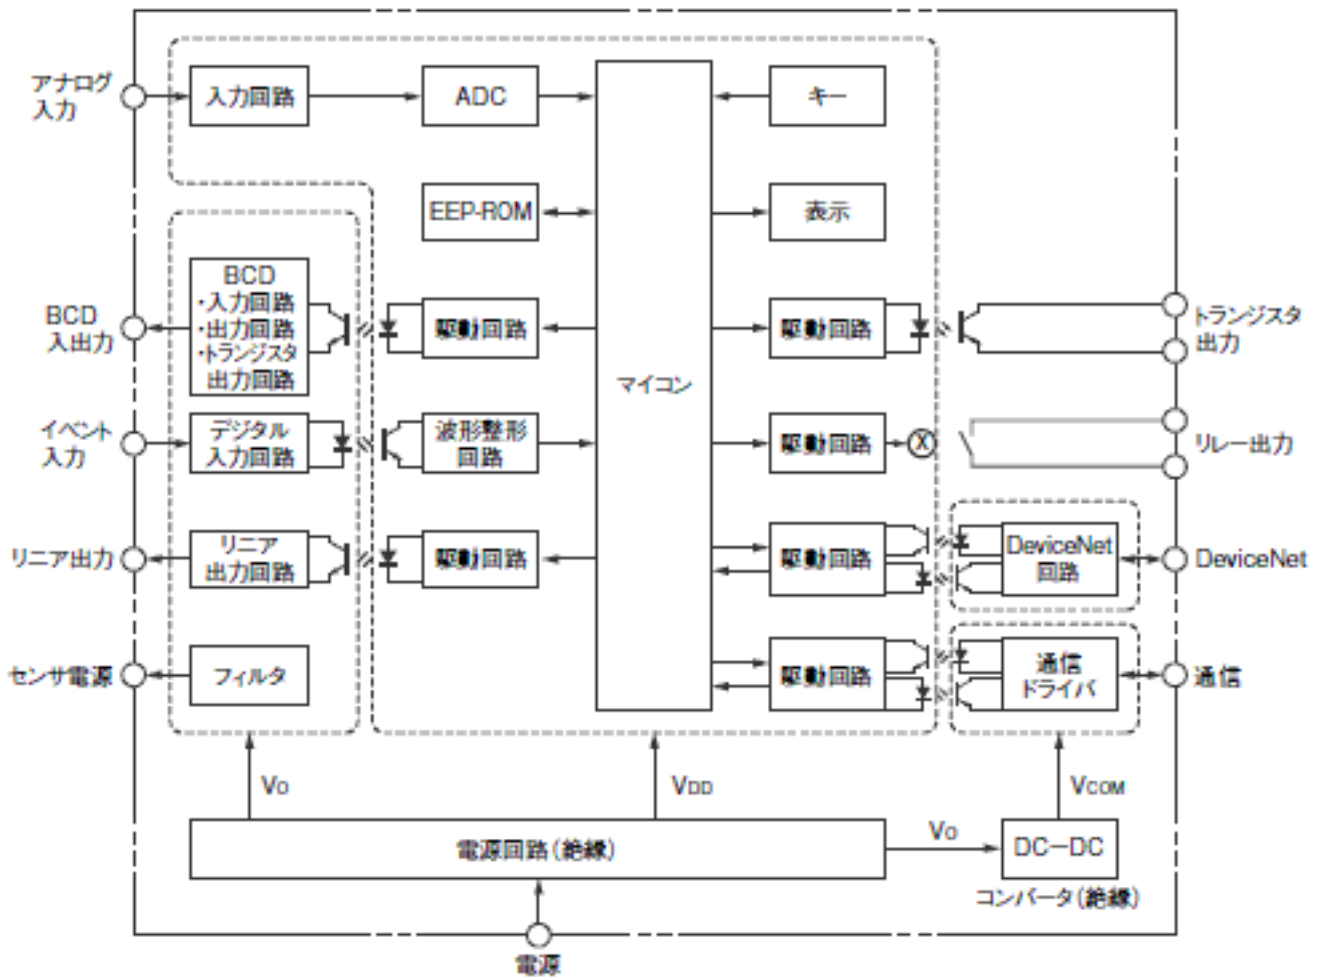 アナログ
入力
入力回路
ADC
キー
EEP-ROM
表示
BCD
入出力
BCD
・入力回路
・出力回路
・トランジスタ
出力回路
駆動回路
マイコン
駆動回路
トランジスタ
出力
イベント
入力
デジタル
入力回路
波形整形
回路
駆動回路
X
リレー出力
リニア出力
リニア
出力回路
駆動回路
駆動回路
DeviceNet
回路
DeviceNet
センサ電源
フィルタ
駆動回路
通信
ドライバ
通信
VO
VDD
VCOM
電源回路(絶縁)
VO
DC−DC
コンバータ(絶縁)
電源